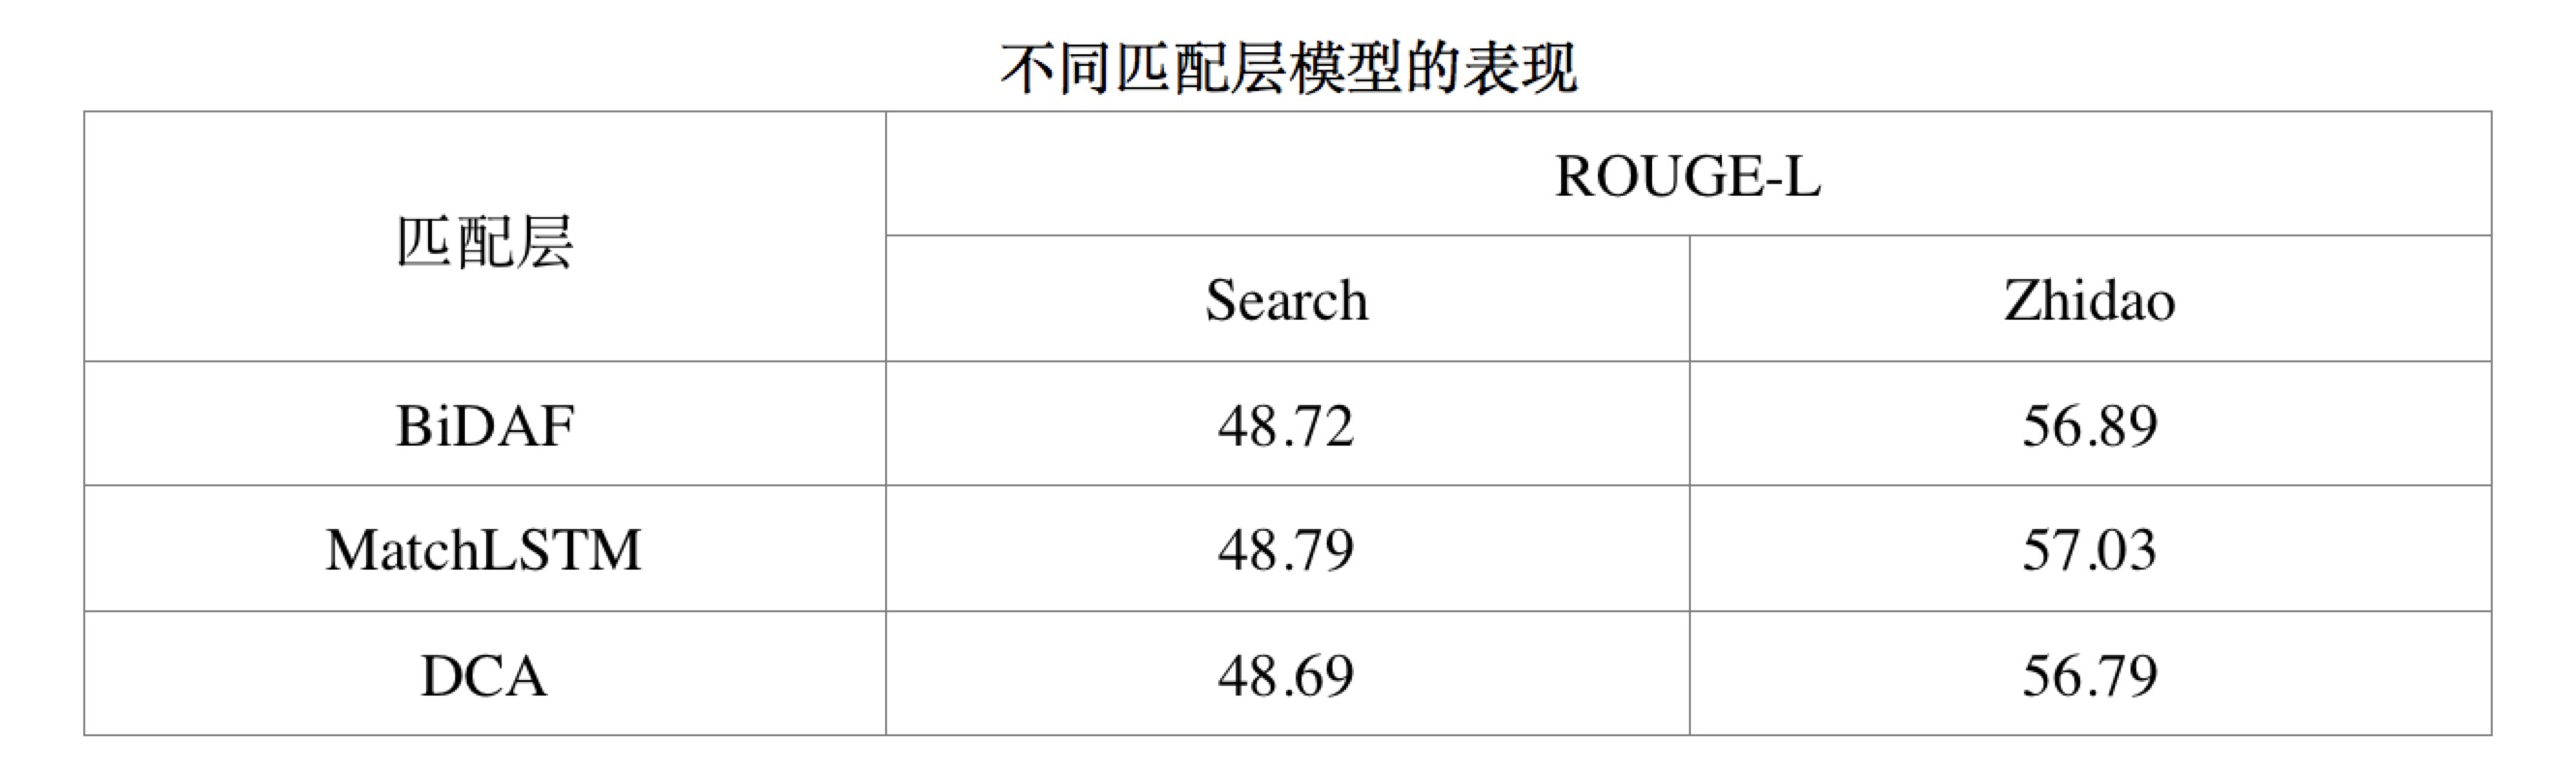 不同匹配层模型的表现
匹配层
ROUGE-L
Search Zhidao
BiDAF 48.72 56.89
MatchLSTM 48.79 57.03
DCA 48.69 56.79